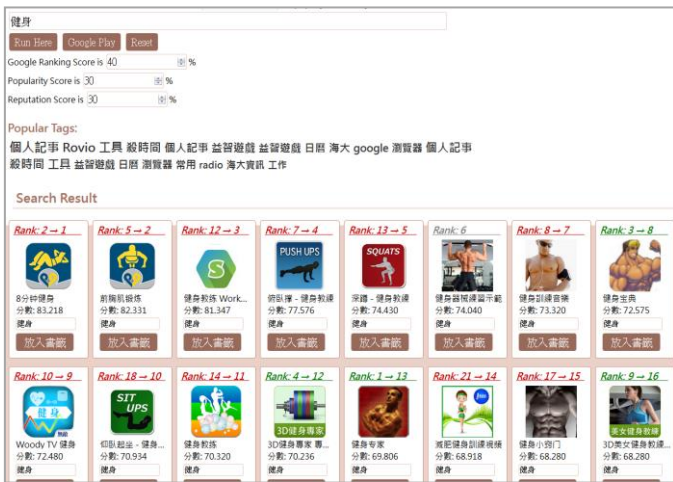 健身
Run Here Google Play Reset
Google Ranking Score is 40 %
Popularity Score is 30 %
Reputation Score is 30 %
Popular Tags:
個人記事 Rovio 工具 殺時間 個人記事 益智遊戲 益智遊戲 日曆 海大 google 瀏覽器 個人記事
殺時間 工具 益智遊戲 日曆 瀏覽器 常用 radio 海大資訊 工作
Search Result
Rank: 2 → 1 Rank: 5 → 2 Rank: 12 → 3 Rank: 7 → 4 Rank: 13 → 5 Rank: 6 Rank: 8 → 7 Rank: 3 → 8
S PUSH UPS SQUATS
8分钟健身 前胸肌锻炼 健身教练 Work... 俯臥撐 - 健身教練 深蹲 - 健身教練 健身器械練習示範 健身訓練音樂 健身宝典
分數: 83.218 分數: 82.331 分數: 81.347 分數: 77.576 分數: 74.430 分數: 74.040 分數: 73.320 分數: 72.575
健身 健身 健身 健身 健身 健身 健身 健身
放入書籤 放入書籤 放入書籤 放入書籤 放入書籤 放入書籤 放入書籤 放入書籤
Rank: 10 → 9 Rank: 18 → 10 Rank: 14 → 11 Rank: 4 → 12 Rank: 1 → 13 Rank: 21 → 14 Rank: 17 → 15 Rank: 9 → 16
健身 SIT UPS 3D健身專家 美女健身教練
Woody TV 健身 仰臥起坐 - 健身... 健身教练 3D健身專家 專... 健身专家 減肥健身訓練視頻 健身小窍门 3D美女健身教練...
分數: 72.480 分數: 70.934 分數: 70.320 分數: 70.236 分數: 69.806 分數: 68.918 分數: 68.280 分數: 68.280
健身 健身 健身 健身 健身 健身 健身 健身